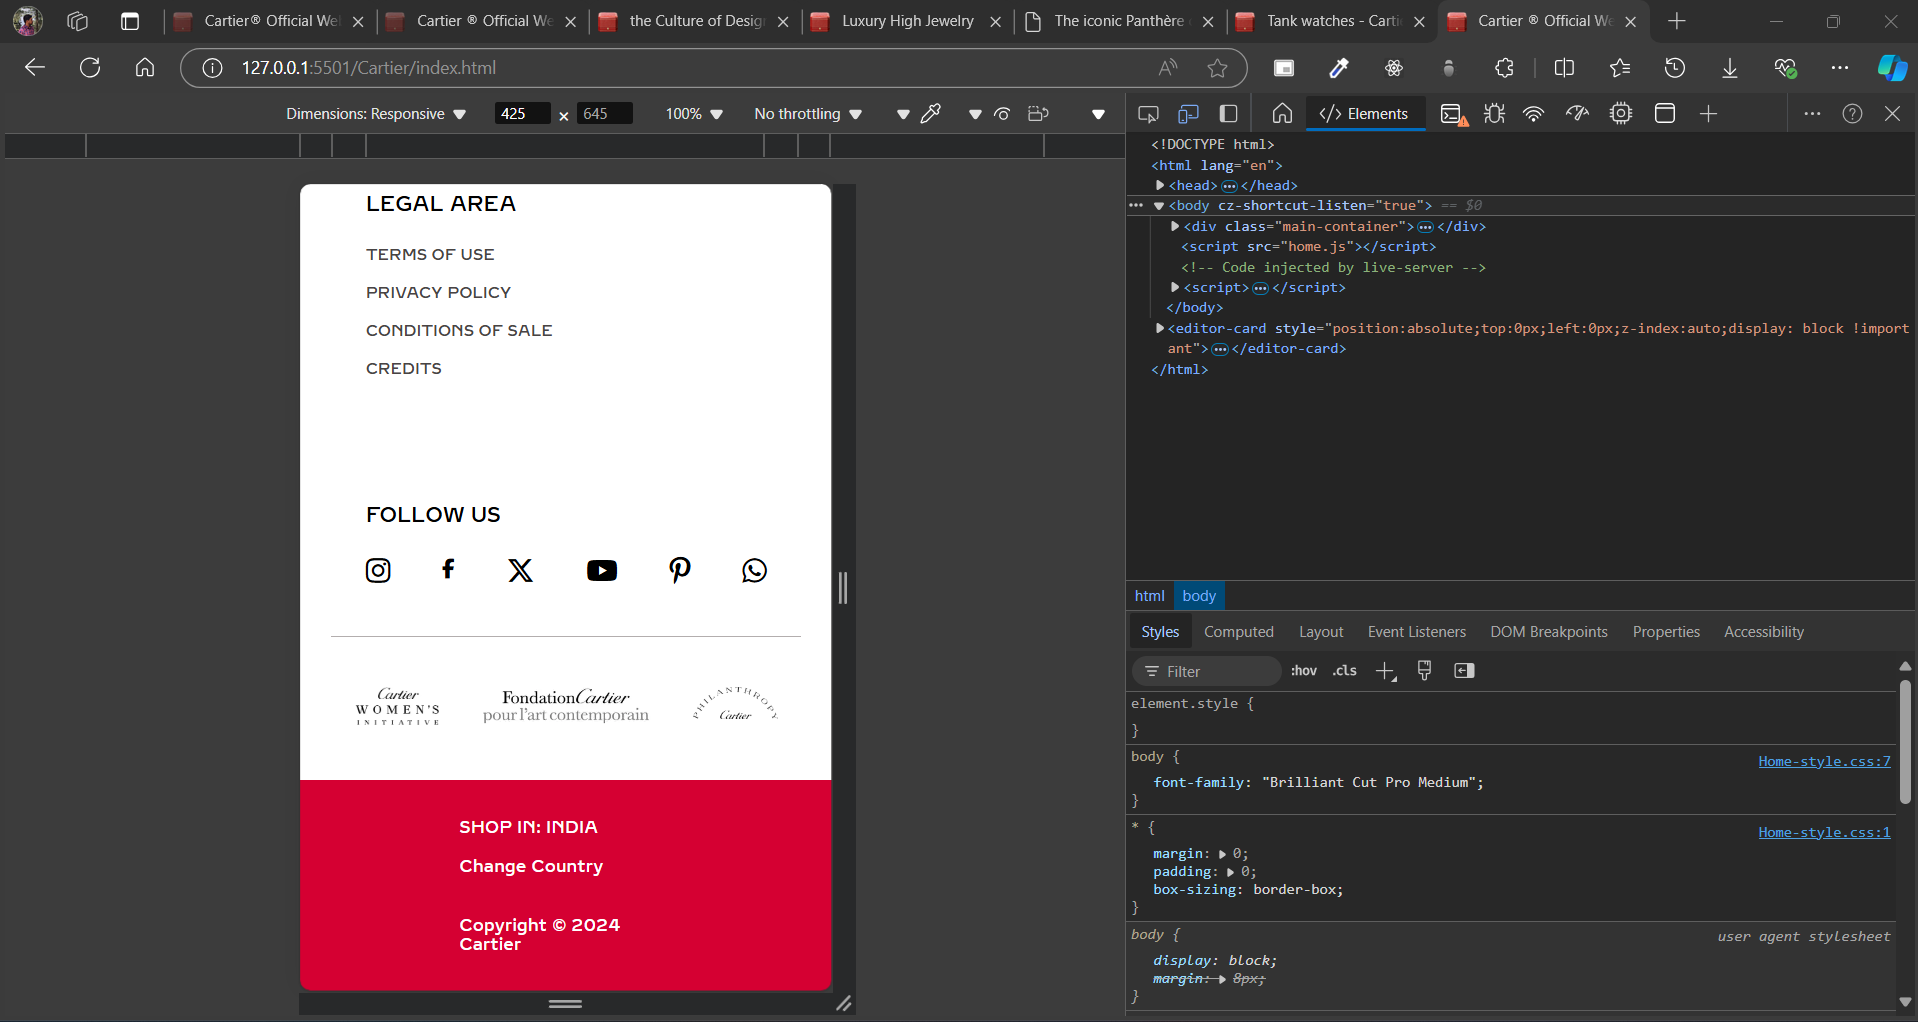 Cartier® Official We
Cartier ® Official We
the Culture of Desig
Luxury High Jewelry
The iconic Panthère
Tank watches - Carti
Cartier ® Official We
127.0.0.1:5501/Cartier/index.html
Dimensions: Responsive
425
×
645
100%
No throttling
Elements
LEGAL AREA
TERMS OF USE
PRIVACY POLICY
CONDITIONS OF SALE
CREDITS
FOLLOW US
Cartier
WOMEN'S
INITIATIVE
FondationCartier
pour l'art contemporain
PHILANTHROPY
Cartier
SHOP IN: INDIA
Change Country
Copyright © 2024
Cartier
<!DOCTYPE html>
<html lang="en">
<head>…</head>
<body cz-shortcut-listen="true"> == $0
<div class="main-container">…</div>
<script src="home.js"></script>
<!-- Code injected by live-server -->
<script>…</script>
</body>
<editor-card style="position:absolute;top:0px;left:0px;z-index:auto;display: block !import
ant">…</editor-card>
</html>
html
body
Styles
Computed
Layout
Event Listeners
DOM Breakpoints
Properties
Accessibility
Filter
:hov
.cls
element.style {
}
body {
Home-style.css:7
font-family: "Brilliant Cut Pro Medium";
}
* {
Home-style.css:1
margin: 0;
padding: 0;
box-sizing: border-box;
}
body {
user agent stylesheet
display: block;
margin: 8px;
}